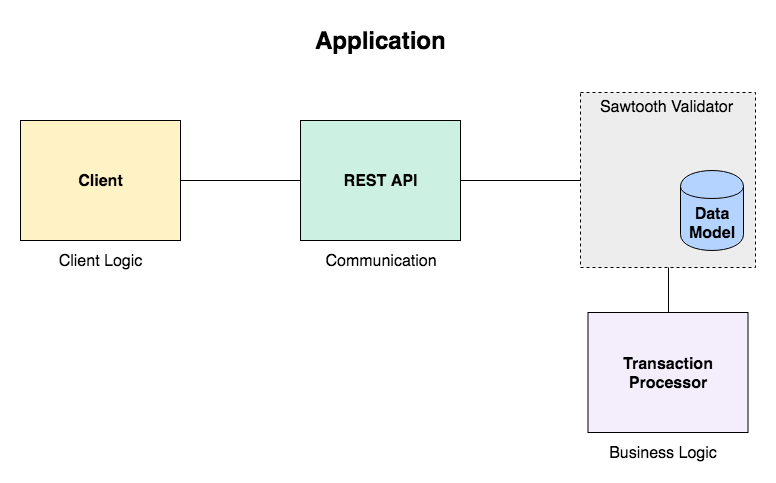 Application
Sawtooth Validator
Client
REST API
Data
Model
Client Logic
Communication
Transaction
Processor
Business Logic